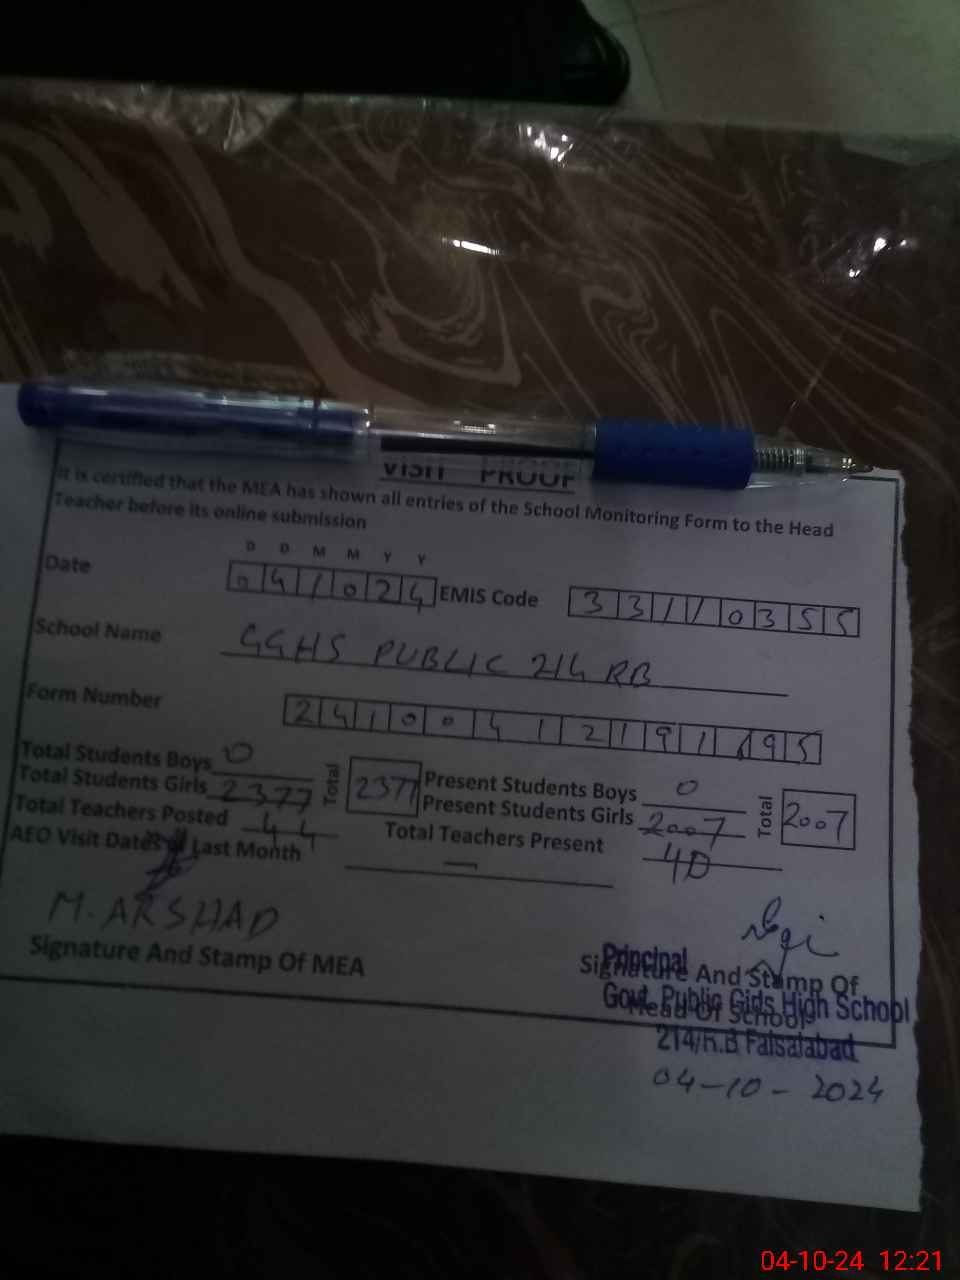 VISIT PROOF
It is certified that the MEA has shown all entries of the School Monitoring Form to the Head
Teacher before its online submission
D D M M Y Y
Date 041024 EMIS Code 33110355
School Name GGHS PUBLIC 214 RB
Form Number
Total Students Boys 0 Total 2377 Present Students Boys 0 Total 2007
Total Students Girls 2377 Present Students Girls 2007
Total Teachers Posted 44 Total Teachers Present 40
AEO Visit Dates Last Month —
M. ARSHAD
Signature And Stamp Of MEA
Signature And Stamp Of
Head Of School
Principal
Govt. Public Girls High School
214/R.B Faisalabad
04-10-2024
04-10-24 12:21